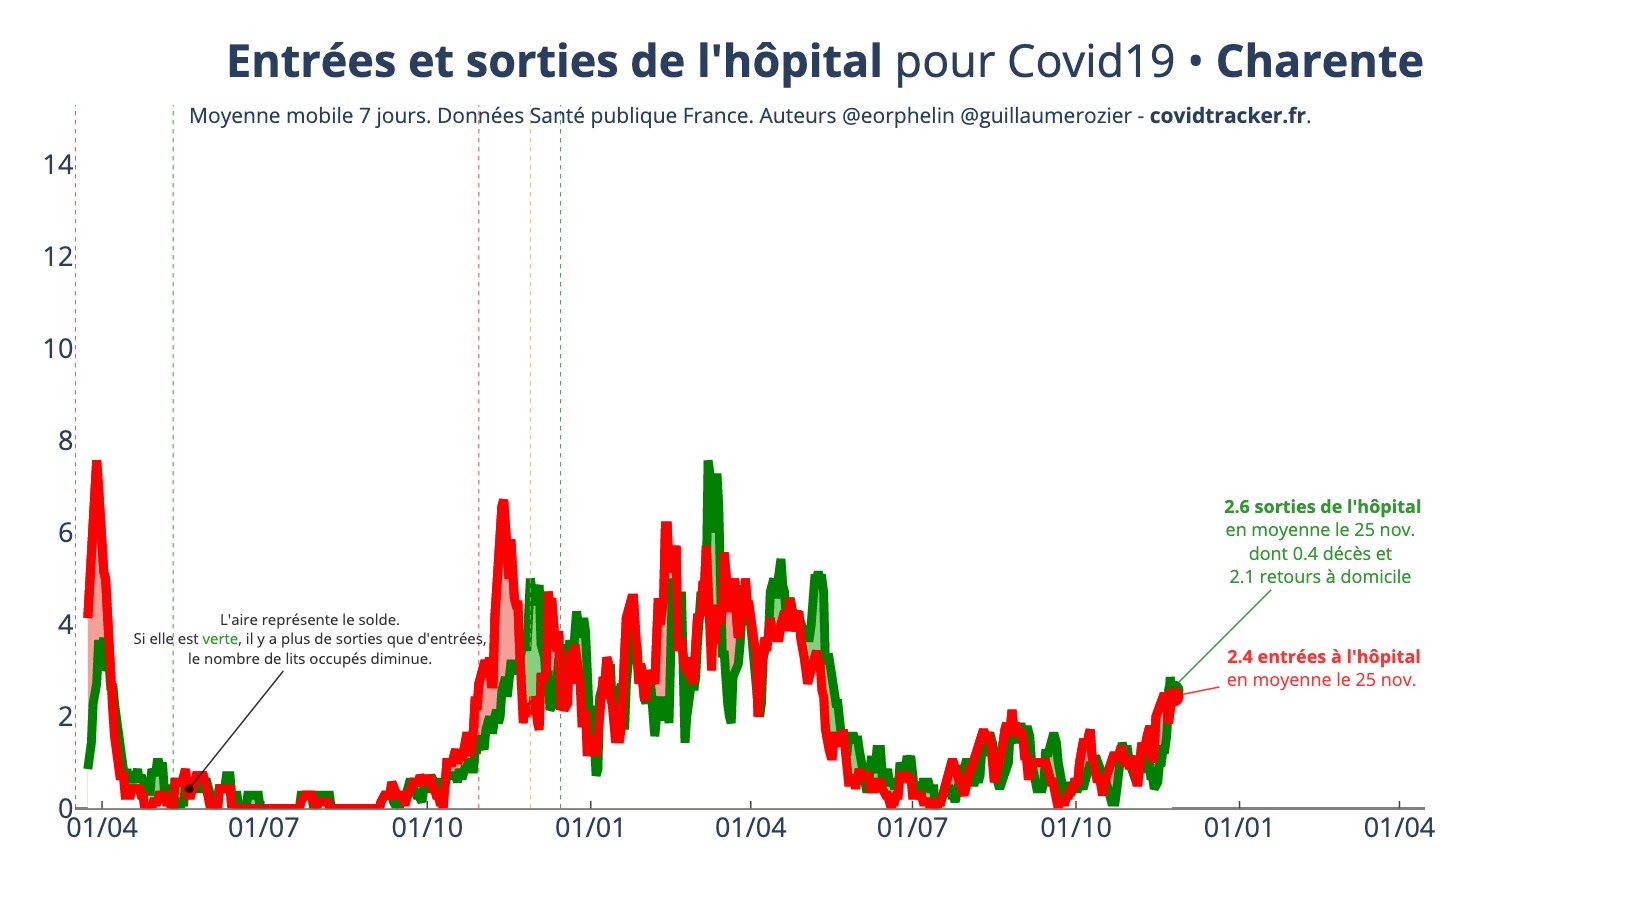 Entrées et sorties de l'hôpital pour Covid19 • Charente
Moyenne mobile 7 jours. Données Santé publique France. Auteurs @eorphelin @guillaumerozier - covidtracker.fr.
14
12
10
8
6
4
2
0
2.6 sorties de l'hôpital
en moyenne le 25 nov.
dont 0.4 décès et
2.1 retours à domicile
L'aire représente le solde.
Si elle est verte, il y a plus de sorties que d'entrées,
le nombre de lits occupés diminue.
2.4 entrées à l'hôpital
en moyenne le 25 nov.
01/04 01/07 01/10 01/01 01/04 01/07 01/10 01/01 01/04